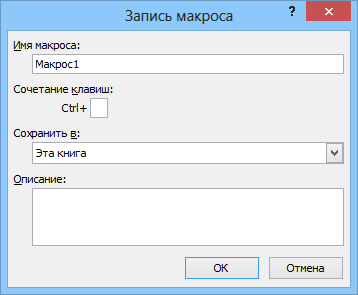 Запись макроса
?
Имя макроса:
Макрос1
Сочетание клавиш:
Ctrl+
Сохранить в:
Эта книга
Описание:
OK
Отмена